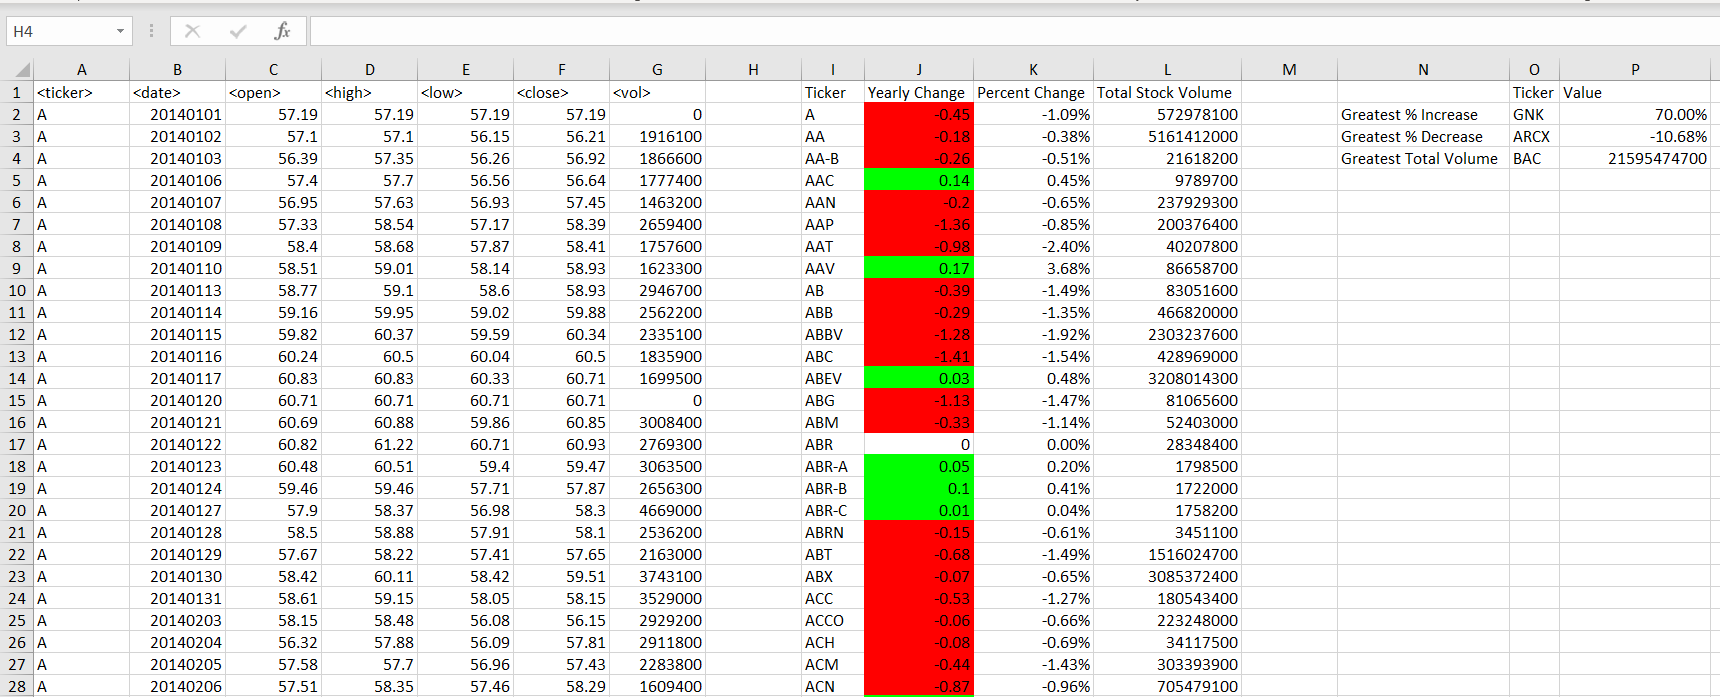 H4 fx
A B C D E F G H I J K L M N O P
1 <ticker> <date> <open> <high> <low> <close> <vol> Ticker Yearly Change Percent Change Total Stock Volume Ticker Value
2 A 20140101 57.19 57.19 57.19 57.19 0 A -0.45 -1.09% 572978100 Greatest % Increase GNK 70.00%
3 A 20140102 57.1 57.1 56.15 56.21 1916100 AA -0.18 -0.38% 5161412000 Greatest % Decrease ARCX -10.68%
4 A 20140103 56.39 57.35 56.26 56.92 1866600 AA-B -0.26 -0.51% 21618200 Greatest Total Volume BAC 21595474700
5 A 20140106 57.4 57.7 56.56 56.64 1777400 AAC 0.14 0.45% 9789700
6 A 20140107 56.95 57.63 56.93 57.45 1463200 AAN -0.2 -0.65% 237929300
7 A 20140108 57.33 58.54 57.17 58.39 2659400 AAP -1.36 -0.85% 200376400
8 A 20140109 58.4 58.68 57.87 58.41 1757600 AAT -0.98 -2.40% 40207800
9 A 20140110 58.51 59.01 58.14 58.93 1623300 AAV 0.17 3.68% 86658700
10 A 20140113 58.77 59.1 58.6 58.93 2946700 AB -0.39 -1.49% 83051600
11 A 20140114 59.16 59.95 59.02 59.88 2562200 ABB -0.29 -1.35% 466820000
12 A 20140115 59.82 60.37 59.59 60.34 2335100 ABBV -1.28 -1.92% 2303237600
13 A 20140116 60.24 60.5 60.04 60.5 1835900 ABC -1.41 -1.54% 428969000
14 A 20140117 60.83 60.83 60.33 60.71 1699500 ABEV 0.03 0.48% 3208014300
15 A 20140120 60.71 60.71 60.71 60.71 0 ABG -1.13 -1.47% 81065600
16 A 20140121 60.69 60.88 59.86 60.85 3008400 ABM -0.33 -1.14% 52403000
17 A 20140122 60.82 61.22 60.71 60.93 2769300 ABR 0 0.00% 28348400
18 A 20140123 60.48 60.51 59.4 59.47 3063500 ABR-A 0.05 0.20% 1798500
19 A 20140124 59.46 59.46 57.71 57.87 2656300 ABR-B 0.1 0.41% 1722000
20 A 20140127 57.9 58.37 56.98 58.3 4669000 ABR-C 0.01 0.04% 1758200
21 A 20140128 58.5 58.88 57.91 58.1 2536200 ABRN -0.15 -0.61% 3451100
22 A 20140129 57.67 58.22 57.41 57.65 2163000 ABT -0.68 -1.49% 1516024700
23 A 20140130 58.42 60.11 58.42 59.51 3743100 ABX -0.07 -0.65% 3085372400
24 A 20140131 58.61 59.15 58.05 58.15 3529000 ACC -0.53 -1.27% 180543400
25 A 20140203 58.15 58.48 56.08 56.15 2929200 ACCO -0.06 -0.66% 223248000
26 A 20140204 56.32 57.88 56.09 57.81 2911800 ACH -0.08 -0.69% 34117500
27 A 20140205 57.58 57.7 56.96 57.43 2283800 ACM -0.44 -1.43% 303393900
28 A 20140206 57.51 58.35 57.46 58.29 1609400 ACN -0.87 -0.96% 705479100